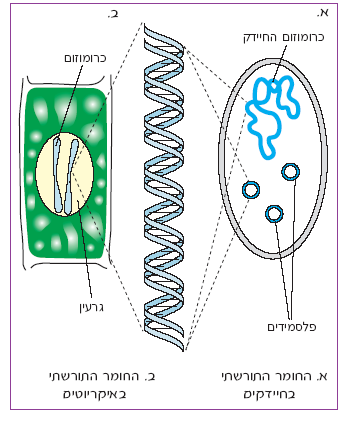 א.
ב.
כרומוזום החיידק
כרומוזום
גרעין
פלסמידים
א. החומר התורשתי
בחיידקים
ב. החומר התורשתי
באיקריוטים